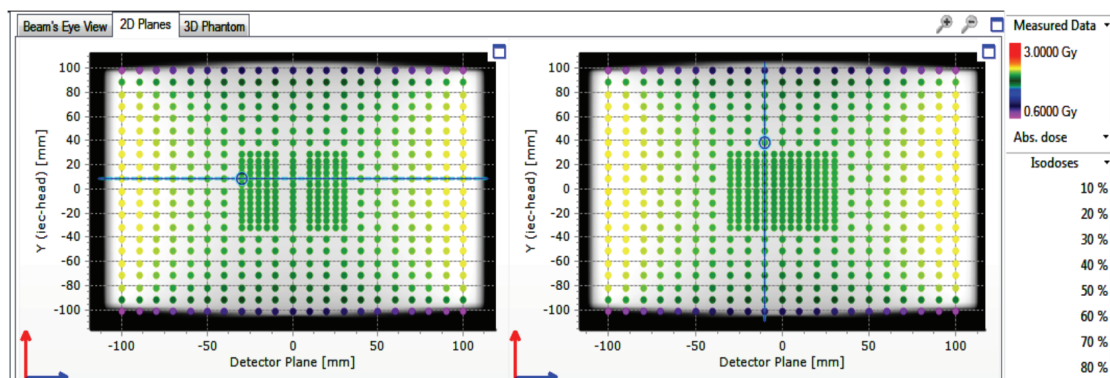 Beam's Eye View 2D Planes 3D Phantom
Measured Data
3.0000 Gy
0.6000 Gy
Abs. dose
Isodoses
10 %
20 %
30 %
40 %
50 %
60 %
70 %
80 %
100
80
60
40
20
0
-20
-40
-60
-80
-100
Y (iec-head) [mm]
-100 -50 0 50 100
Detector Plane [mm]
100
80
60
40
20
0
-20
-40
-60
-80
-100
Y (iec-head) [mm]
-100 -50 0 50 100
Detector Plane [mm]